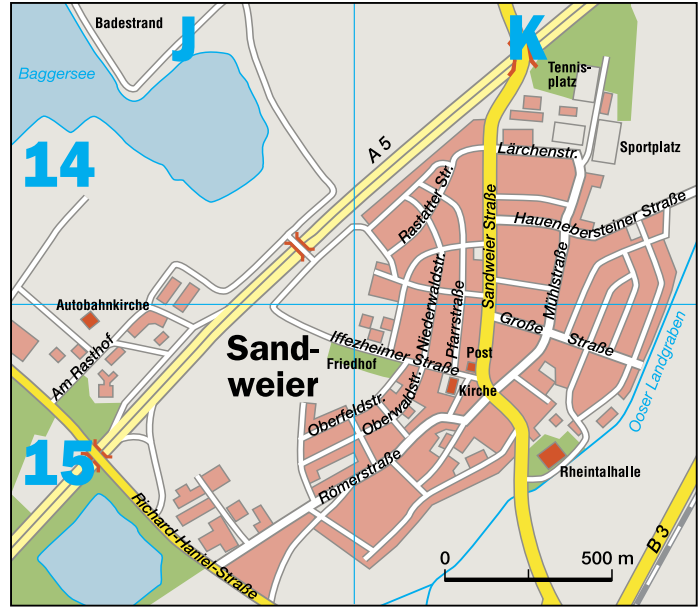 Badestrand
J
K
Baggersee
Tennis-
platz
A 5
Lärchenstr.
Sportplatz
14
Rastatter Str.
Sandweier Straße
Hauenebersteiner Straße
Mühlstraße
Niederwaldstr.
Pfarrstraße
Autobahnkirche
Große Straße
Sand-
weier
Iffezheimer Straße
Post
Friedhof
Am Rasthof
Kirche
Ooser Landgraben
Oberfeldstr.
Oberwaldstr.
15
Römerstraße
Rheintalhalle
Richard-Haniel-Straße
B 3
0
500 m